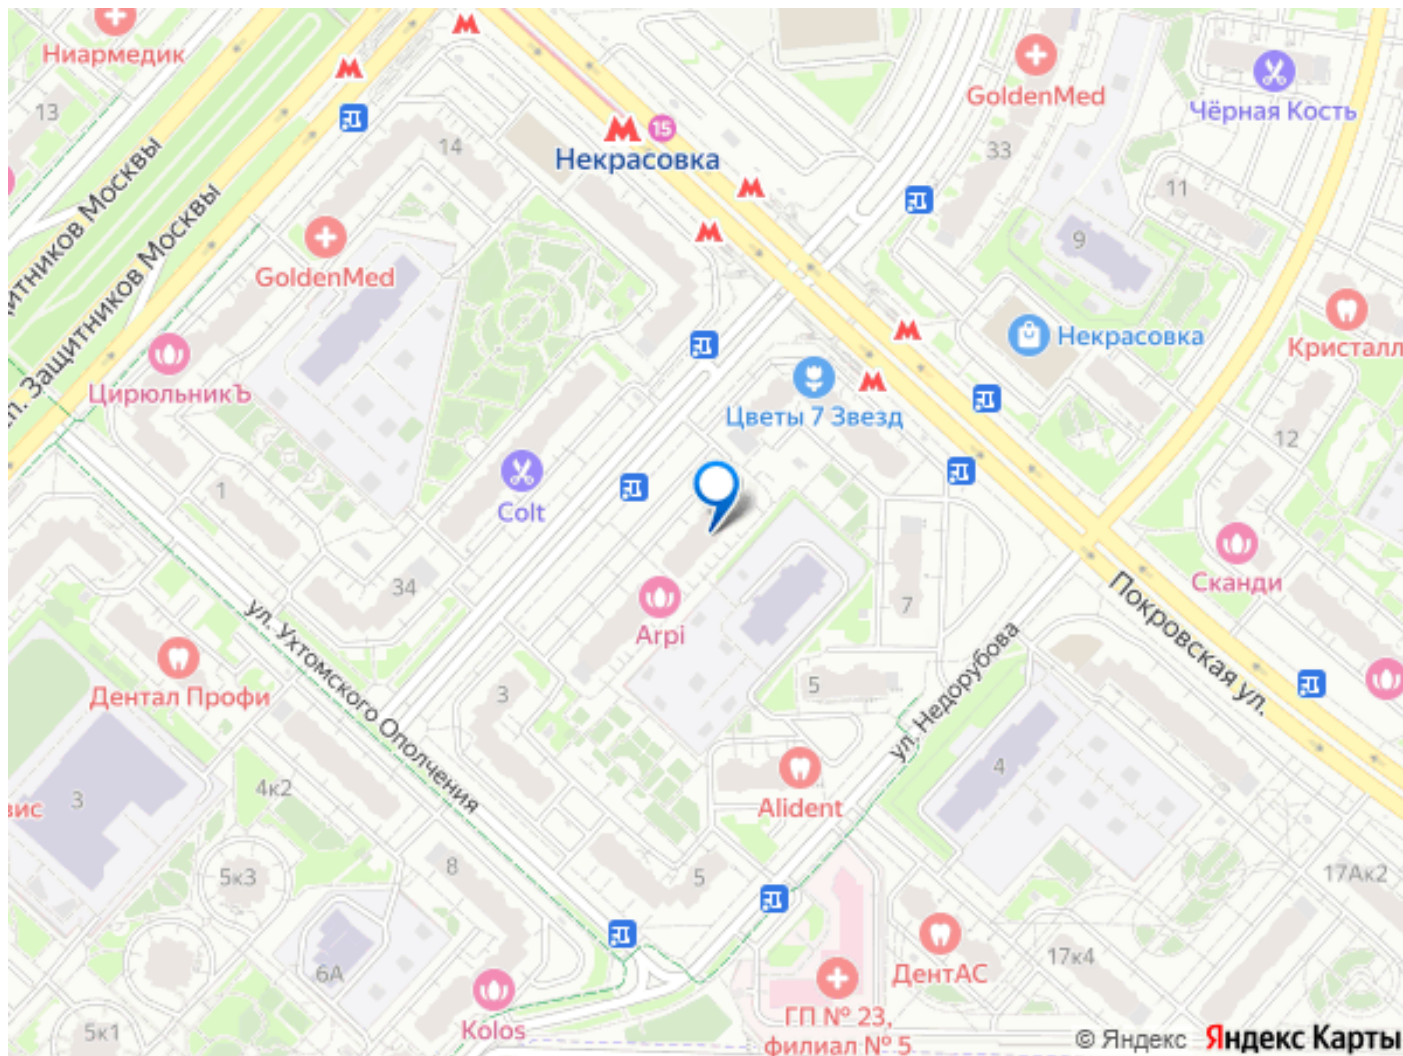 Ниармедик
13
14
GoldenMed
Чёрная Кость
15
Некрасовка
33
11
9
итников Москвы
ул. Защитников Москвы
GoldenMed
Некрасовка
Кристалл
ЦирюльникЪ
Цветы 7 Звезд
12
1
Colt
34
Сканди
7
Arpi
Покровская ул.
ул. Ухтомского Ополчения
ул. Недорубова
Дентал Профи
3
5
4
4к2
3
вис
Alident
8
5к3
5
17Ак2
6А
17к4
ДентАС
Kolos
5к1
ГП № 23,
филиал № 5
© Яндекс Яндекс Карты